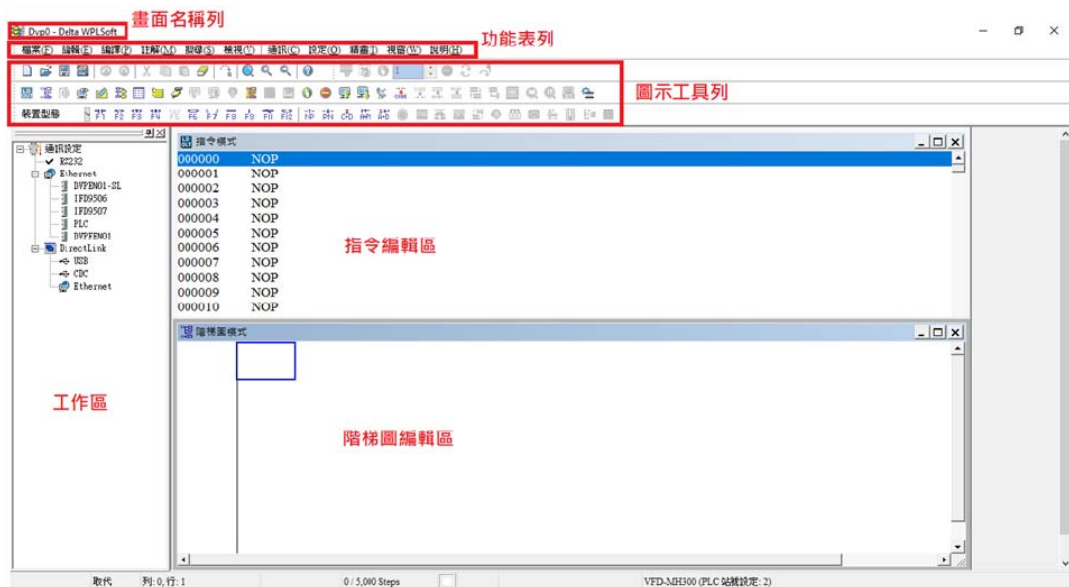 畫面名稱列
Dvp0 - Delta WPLSoft
功能表列
檔案(F) 編輯(E) 編譯(P) 註解(M) 搜尋(S) 檢視(V) 通訊(C) 設定(O) 精靈(I) 視窗(W) 說明(H)
1
圖示工具列
裝置型態
通訊設定
RS232
Ethernet
DVPEN01-SL
IFD9506
IFD9507
PLC
DVPFEN01
DirectLink
USB
CDC
Ethernet
工作區
指令模式
000000 NOP
000001 NOP
000002 NOP
000003 NOP
000004 NOP
000005 NOP
000006 NOP
000007 NOP
000008 NOP
000009 NOP
000010 NOP
指令編輯區
階梯圖模式
階梯圖編輯區
取代 列: 0, 行: 1 0 / 5,000 Steps VFD-MH300 (PLC 站號設定: 2)